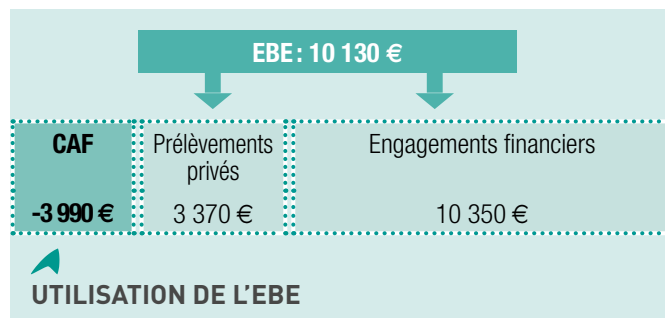 EBE : 10 130 €
CAF
-3 990 €
Prélèvements
privés
3 370 €
Engagements financiers
10 350 €
UTILISATION DE L’EBE